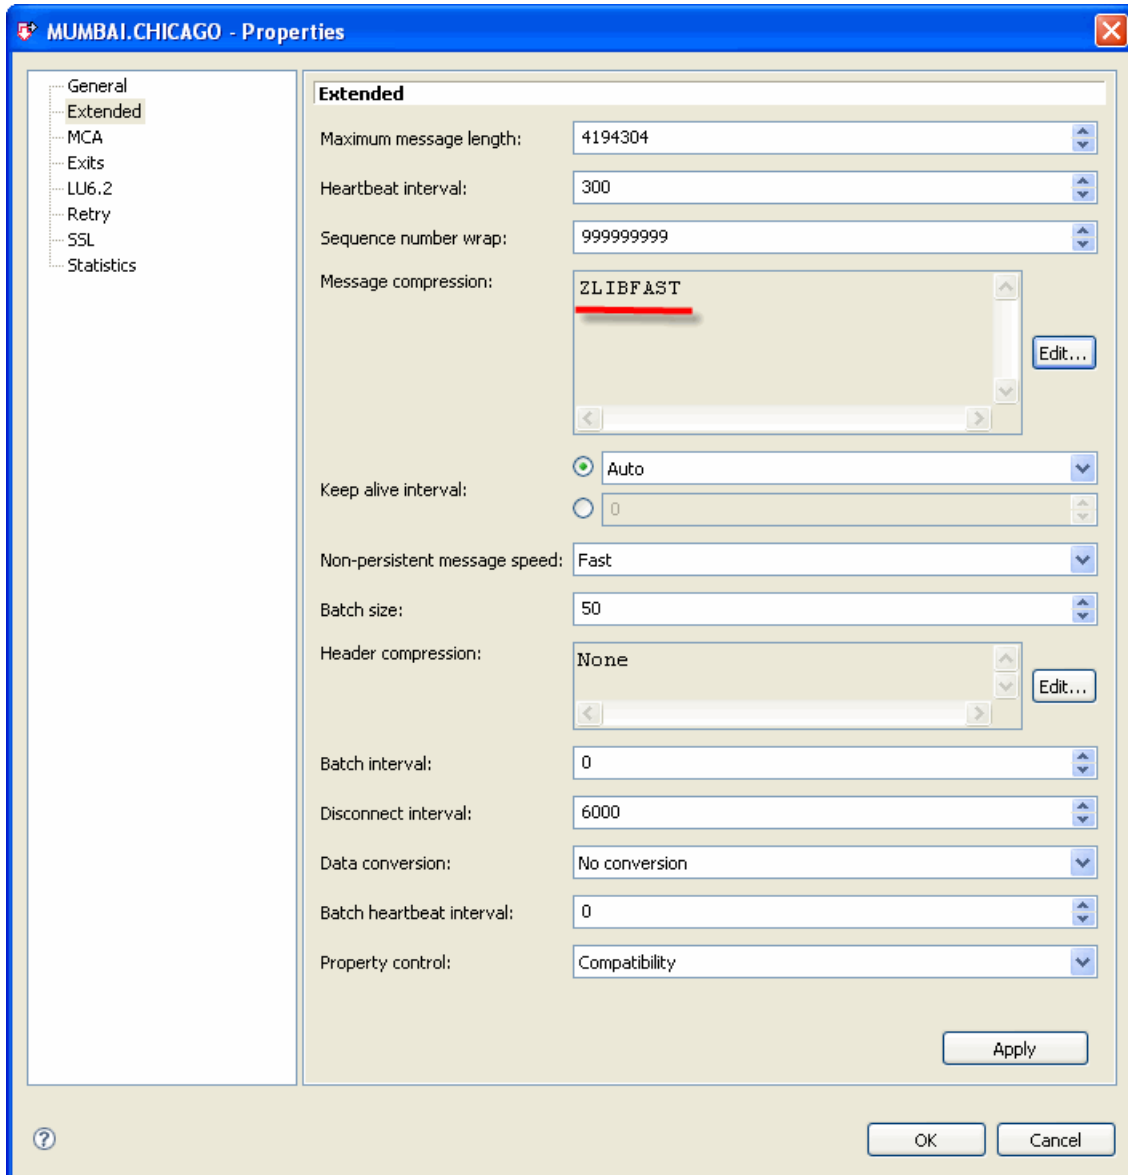 MUMBAI.CHICAGO - Properties
General
Extended
MCA
Exits
LU6.2
Retry
SSL
Statistics
Extended
Maximum message length: 4194304
Heartbeat interval: 300
Sequence number wrap: 999999999
Message compression: ZLIBFAST
Edit...
Keep alive interval: Auto
0
Non-persistent message speed: Fast
Batch size: 50
Header compression: None
Edit...
Batch interval: 0
Disconnect interval: 6000
Data conversion: No conversion
Batch heartbeat interval: 0
Property control: Compatibility
Apply
? OK Cancel